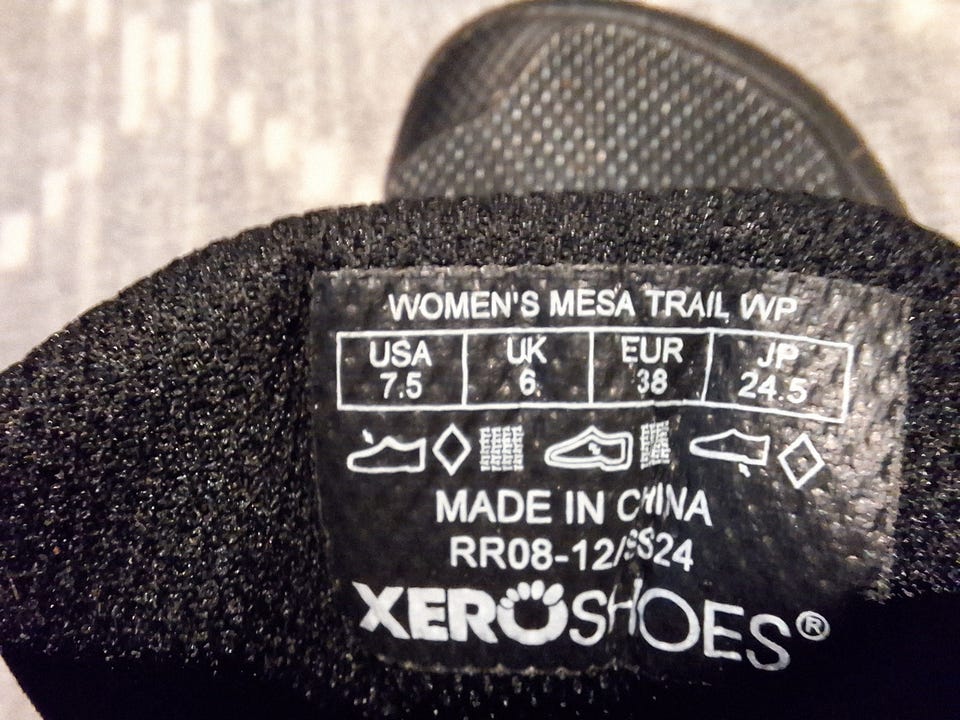 WOMEN'S MESA TRAIL WP
USA UK EUR JP
7.5 6 38 24.5
MADE IN CHINA
RR08-12/SS24
XEROSHOES®